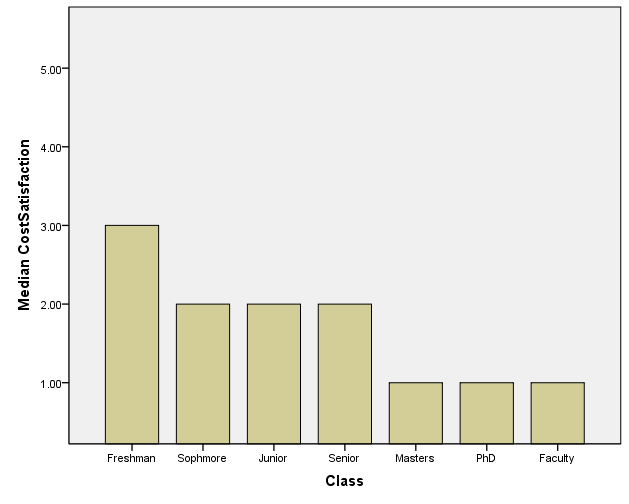 Median CostSatisfaction
5.00
4.00
3.00
2.00
1.00
Freshman Sophmore Junior Senior Masters PhD Faculty
Class